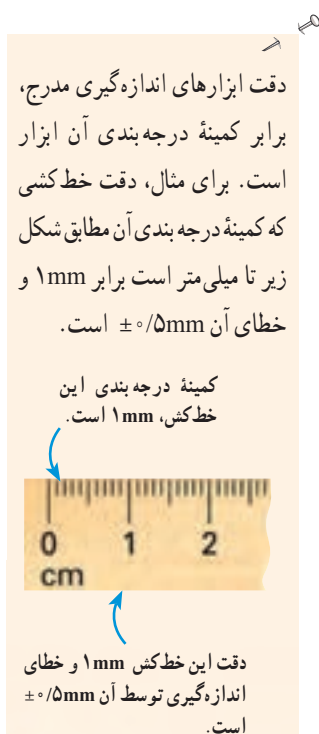 دقت ابزارهای اندازه‌گیری مدرج،
برابر کمینهٔ درجه‌بندی آن ابزار
است. برای مثال، دقت خط‌کشی
که کمینهٔ درجه‌بندی آن مطابق شکل
زیر تا میلی‌متر است برابر ۱mm و
خطای آن ±۰/۵mm است.
کمینهٔ درجه‌بندی این
خط‌کش، ۱mm است.
0 1 2
cm
دقت این خط‌کش ۱mm و خطای
اندازه‌گیری توسط آن ±۰/۵mm
است.